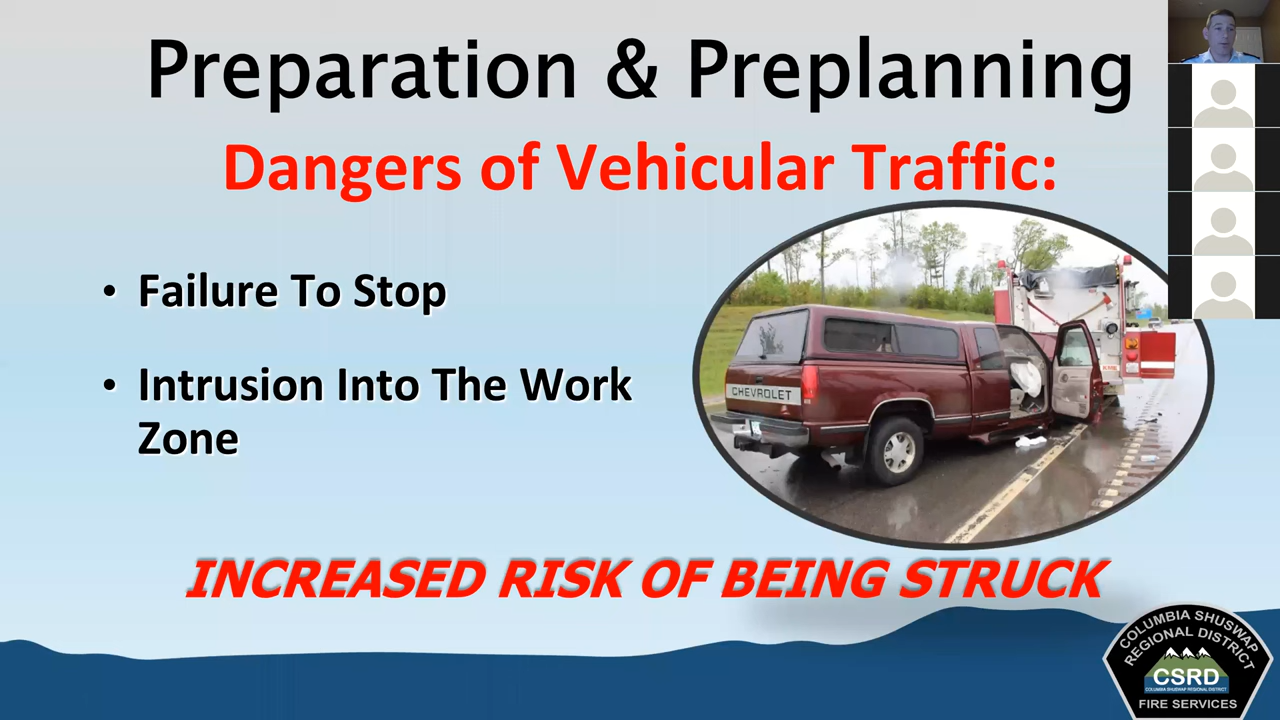 Preparation & Preplanning
Dangers of Vehicular Traffic:
• Failure To Stop
• Intrusion Into The Work
Zone
CHEVROLET
INCREASED RISK OF BEING STRUCK
COLUMBIA SHUSWAP
REGIONAL DISTRICT
CSRD
COLUMBIA SHUSWAP REGIONAL DISTRICT
FIRE SERVICES